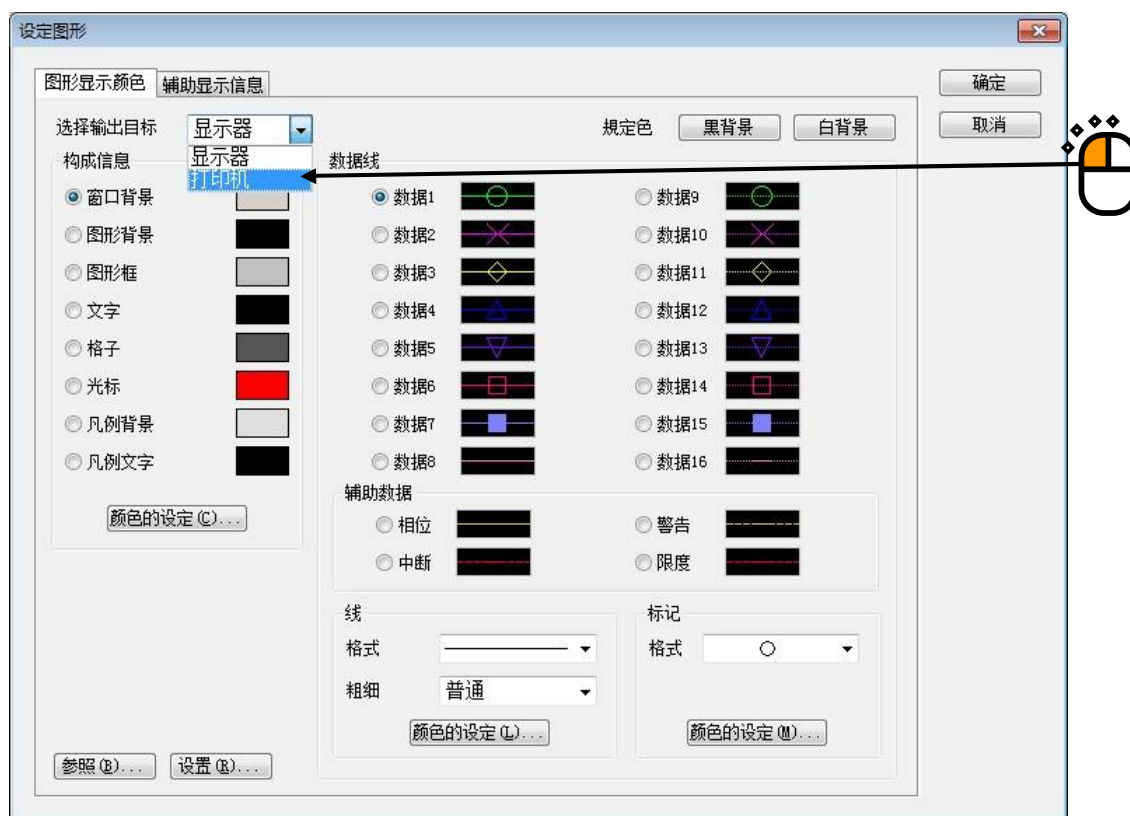 设定图形
图形显示颜色 辅助显示信息
确定
选择输出目标 显示器 規定色 黒背景 白背景 取消
显示器
打印机
构成信息 数据线
窗口背景 数据1 数据9
图形背景 数据2 数据10
图形框 数据3 数据11
文字 数据4 数据12
格子 数据5 数据13
光标 数据6 数据14
凡例背景 数据7 数据15
凡例文字 数据8 数据16
颜色的设定(C)...
辅助数据
相位 警告
中断 限度
线 标记
格式 格式
粗细 普通
颜色的设定(L)... 颜色的设定(M)...
参照(B)... 设置(R)...